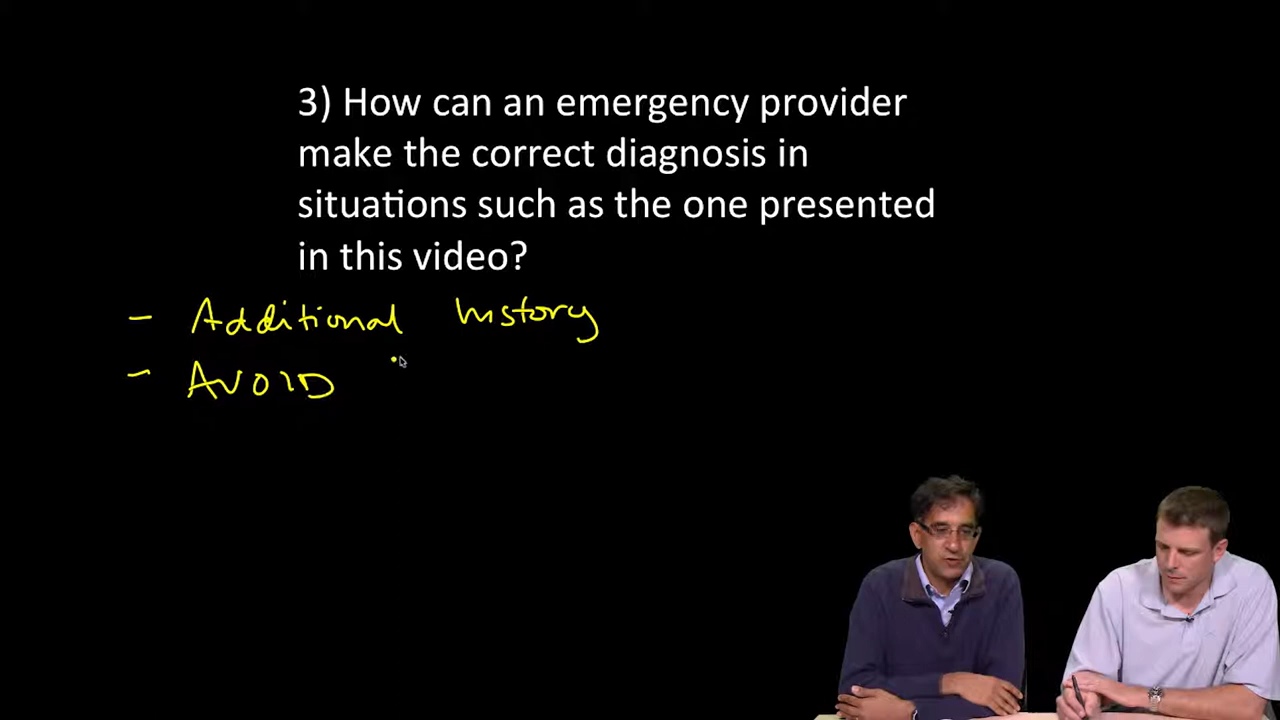 3) How can an emergency provider
make the correct diagnosis in
situations such as the one presented
in this video?
- Additional history
- AVOID